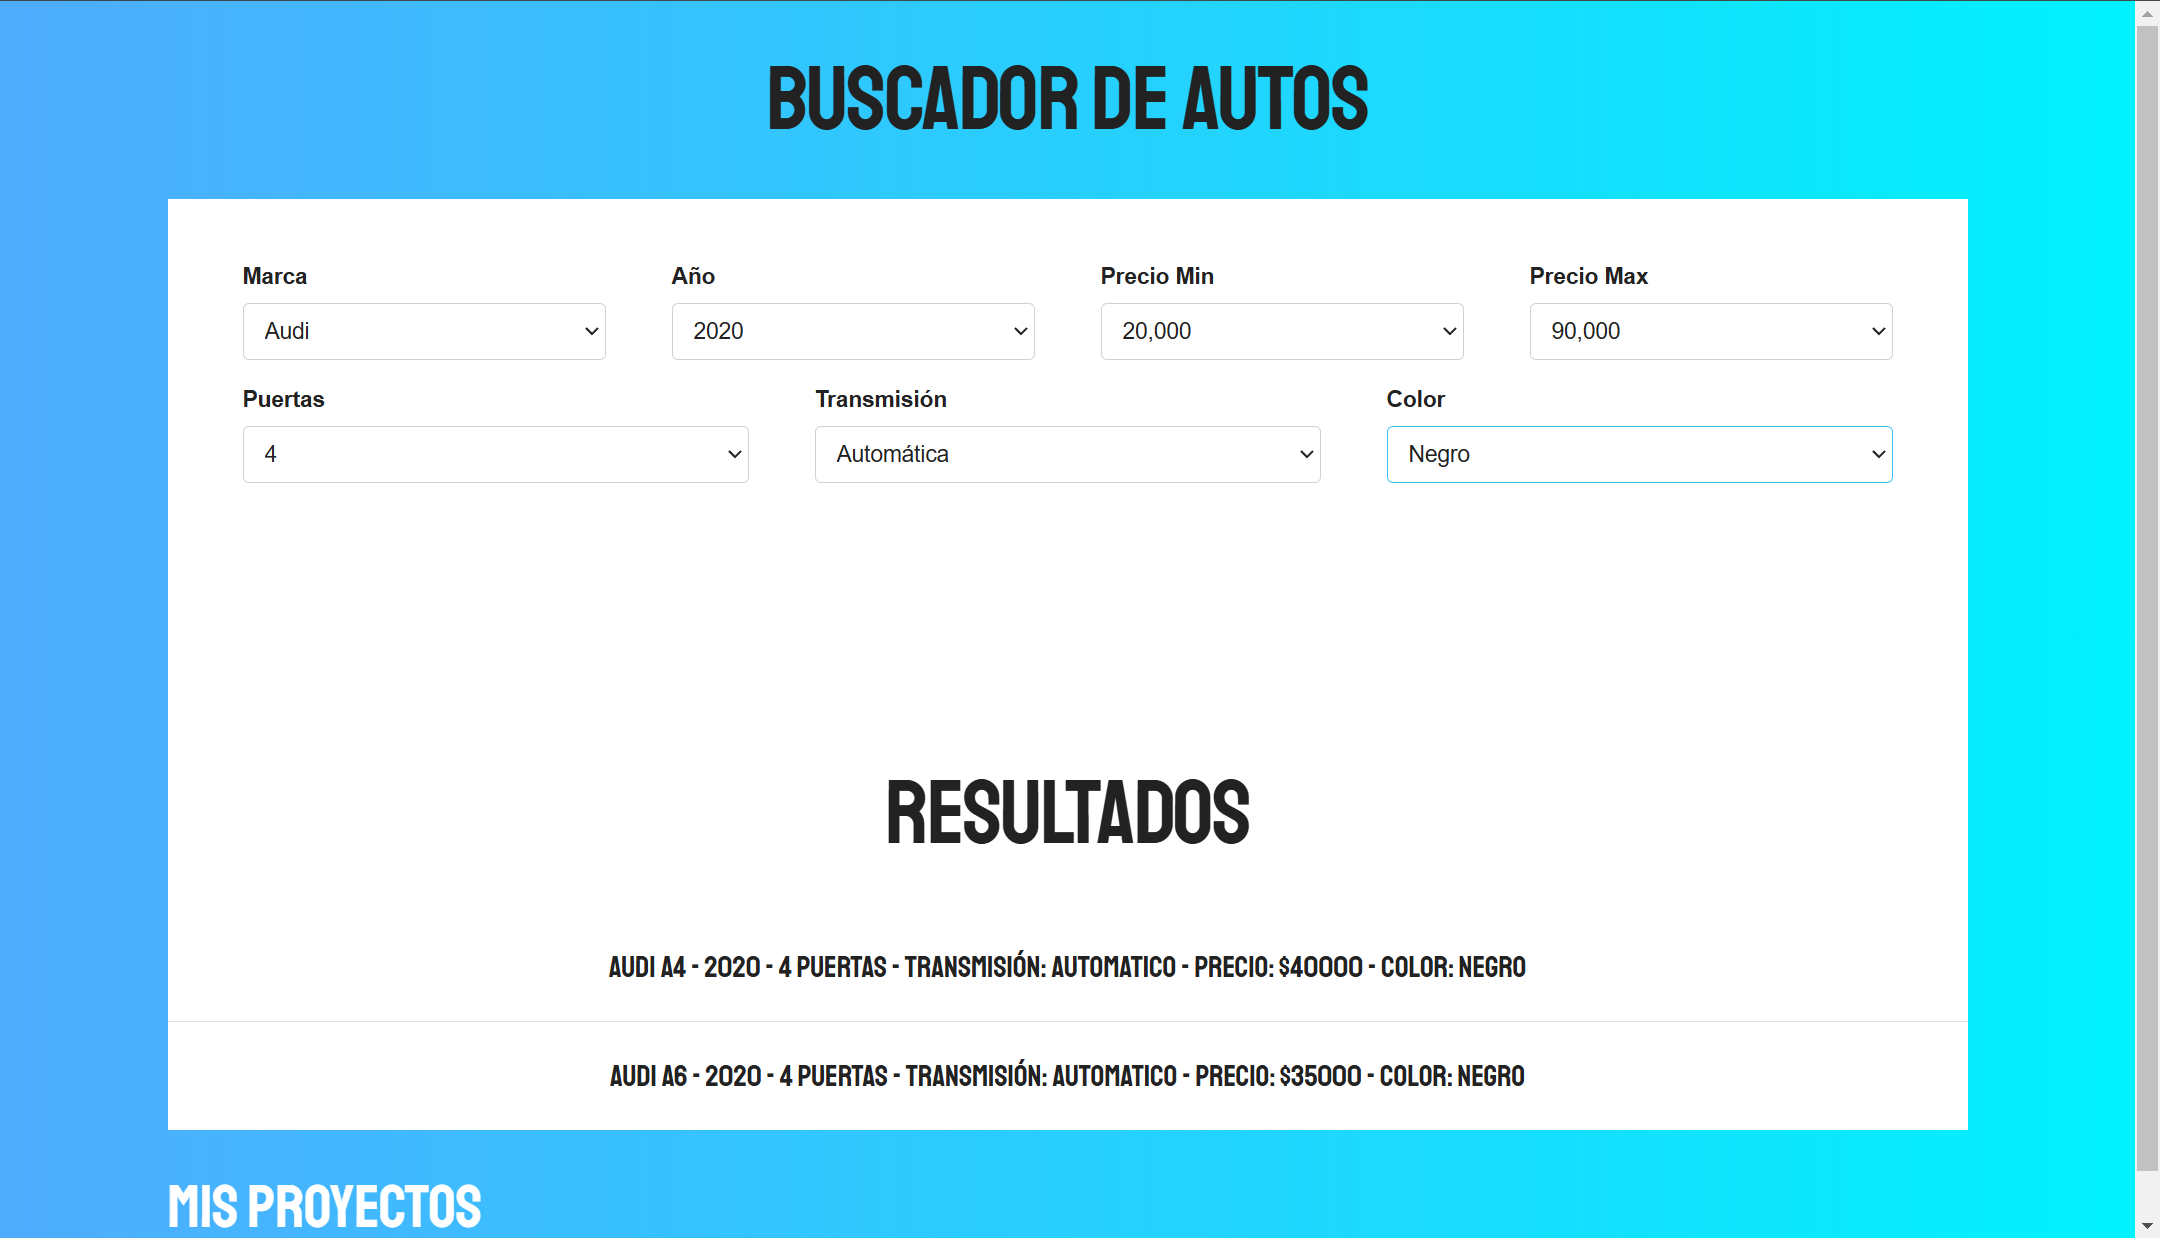 BUSCADOR DE AUTOS
Marca Año Precio Min Precio Max
Audi 2020 20,000 90,000
Puertas Transmisión Color
4 Automática Negro
RESULTADOS
AUDI A4 - 2020 - 4 PUERTAS - TRANSMISIÓN: AUTOMATICO - PRECIO: $40000 - COLOR: NEGRO
AUDI A6 - 2020 - 4 PUERTAS - TRANSMISIÓN: AUTOMATICO - PRECIO: $35000 - COLOR: NEGRO
MIS PROYECTOS